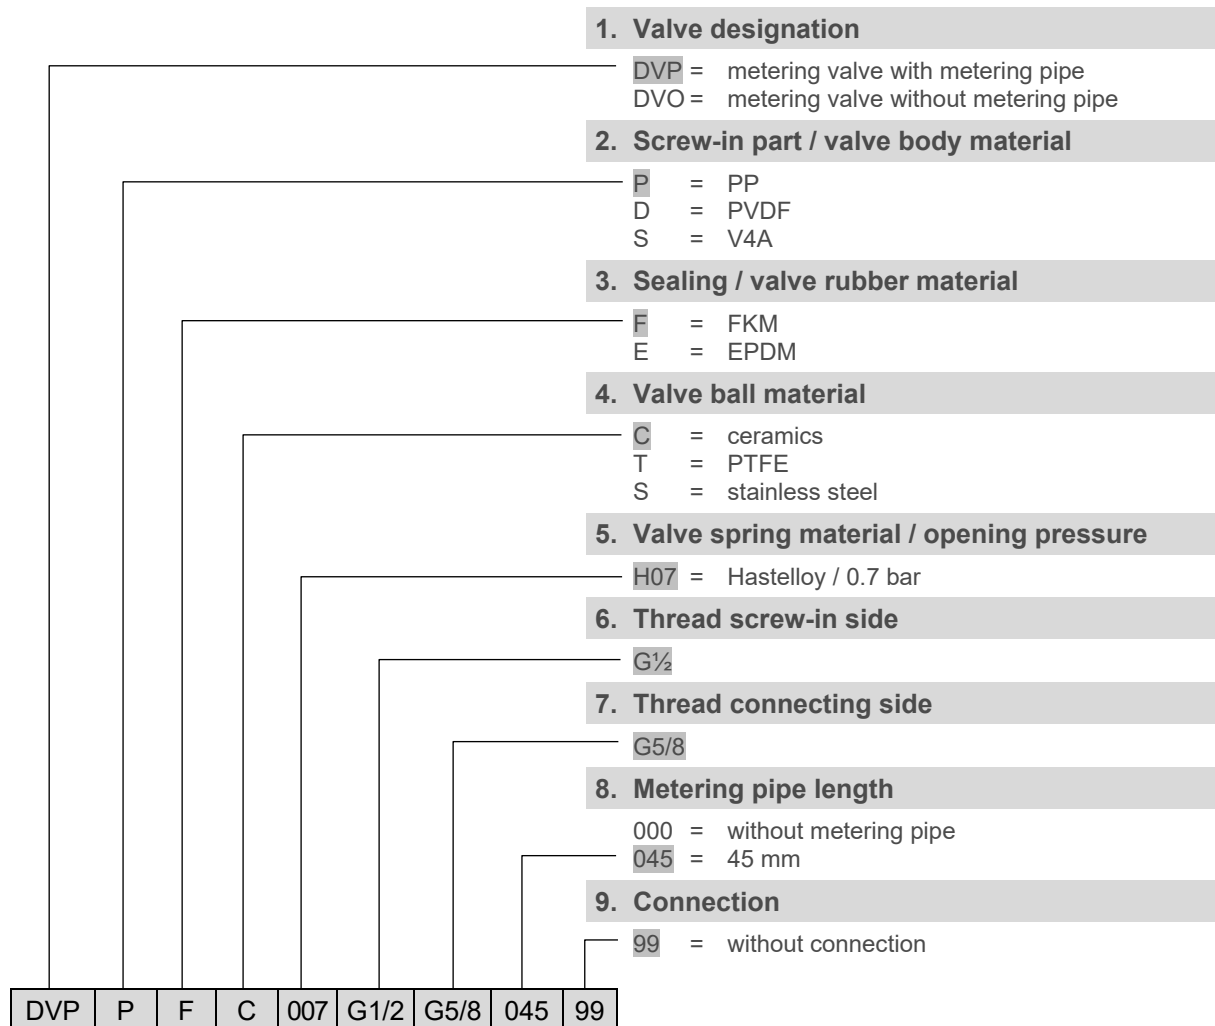 1. Valve designation
DVP = metering valve with metering pipe
DVO = metering valve without metering pipe
2. Screw-in part / valve body material
P = PP
D = PVDF
S = V4A
3. Sealing / valve rubber material
F = FKM
E = EPDM
4. Valve ball material
C = ceramics
T = PTFE
S = stainless steel
5. Valve spring material / opening pressure
H07 = Hastelloy / 0.7 bar
6. Thread screw-in side
G½
7. Thread connecting side
G5/8
8. Metering pipe length
000 = without metering pipe
045 = 45 mm
9. Connection
99 = without connection
DVP P F C 007 G1/2 G5/8 045 99